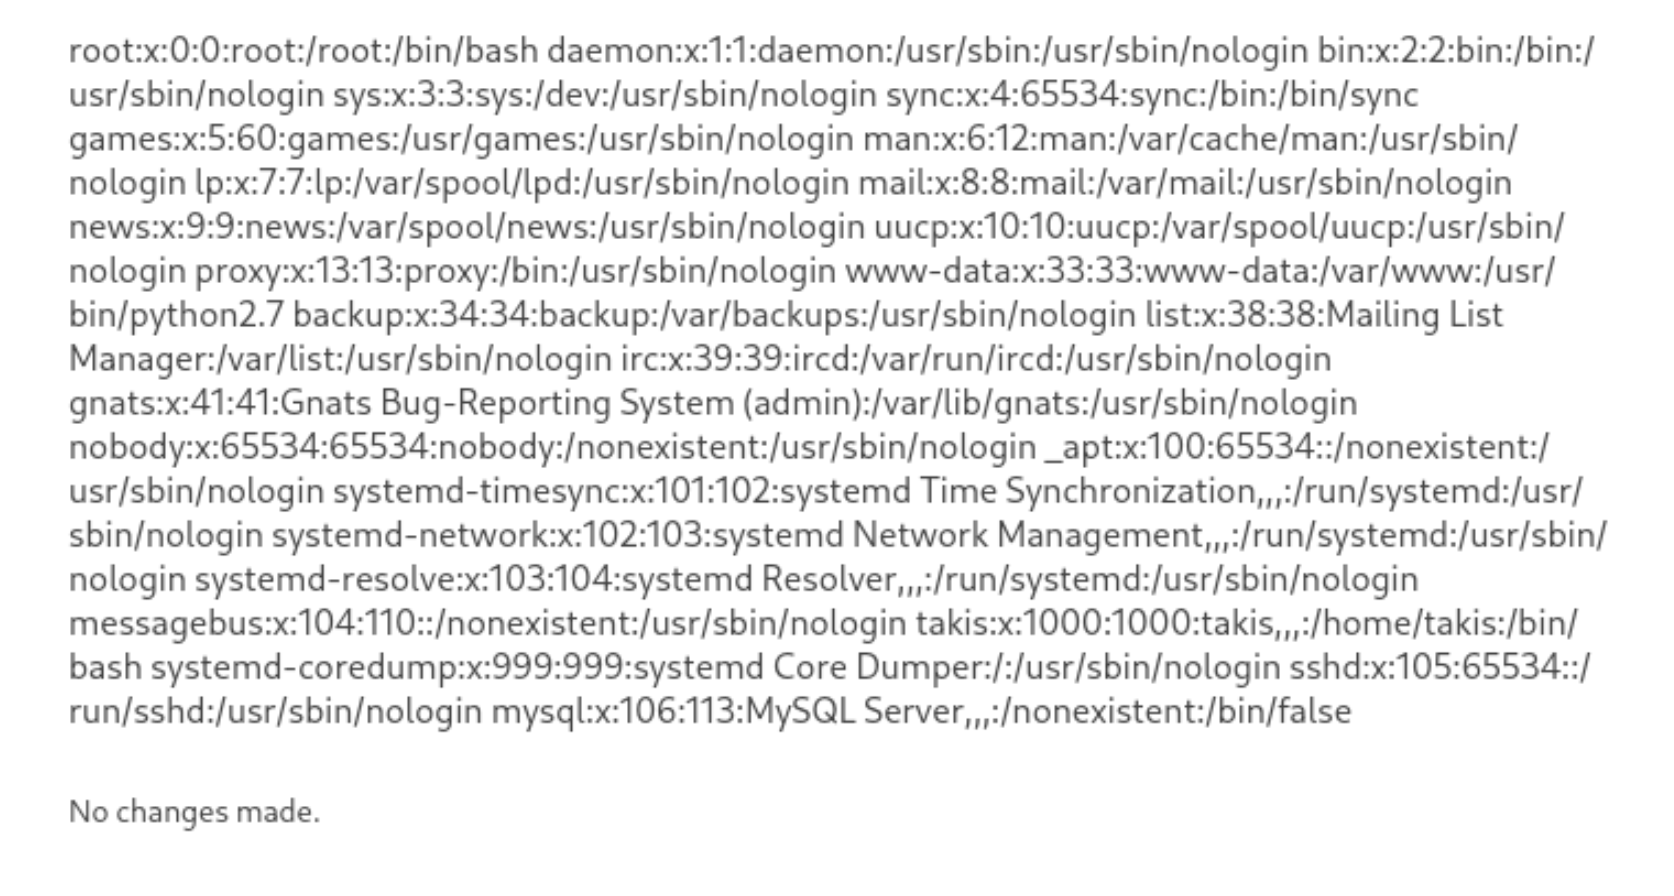 root:x:0:0:root:/root:/bin/bash daemon:x:1:1:daemon:/usr/sbin:/usr/sbin/nologin bin:x:2:2:bin:/bin:/
usr/sbin/nologin sys:x:3:3:sys:/dev:/usr/sbin/nologin sync:x:4:65534:sync:/bin:/bin/sync
games:x:5:60:games:/usr/games:/usr/sbin/nologin man:x:6:12:man:/var/cache/man:/usr/sbin/
nologin lp:x:7:7:lp:/var/spool/lpd:/usr/sbin/nologin mail:x:8:8:mail:/var/mail:/usr/sbin/nologin
news:x:9:9:news:/var/spool/news:/usr/sbin/nologin uucp:x:10:10:uucp:/var/spool/uucp:/usr/sbin/
nologin proxy:x:13:13:proxy:/bin:/usr/sbin/nologin www-data:x:33:33:www-data:/var/www:/usr/
bin/python2.7 backup:x:34:34:backup:/var/backups:/usr/sbin/nologin list:x:38:38:Mailing List
Manager:/var/list:/usr/sbin/nologin irc:x:39:39:ircd:/var/run/ircd:/usr/sbin/nologin
gnats:x:41:41:Gnats Bug-Reporting System (admin):/var/lib/gnats:/usr/sbin/nologin
nobody:x:65534:65534:nobody:/nonexistent:/usr/sbin/nologin _apt:x:100:65534::/nonexistent:/
usr/sbin/nologin systemd-timesync:x:101:102:systemd Time Synchronization,,,:/run/systemd:/usr/
sbin/nologin systemd-network:x:102:103:systemd Network Management,,,:/run/systemd:/usr/sbin/
nologin systemd-resolve:x:103:104:systemd Resolver,,,:/run/systemd:/usr/sbin/nologin
messagebus:x:104:110::/nonexistent:/usr/sbin/nologin takis:x:1000:1000:takis,,,:/home/takis:/bin/
bash systemd-coredump:x:999:999:systemd Core Dumper:/:/usr/sbin/nologin sshd:x:105:65534::/
run/sshd:/usr/sbin/nologin mysql:x:106:113:MySQL Server,,,:/nonexistent:/bin/false
No changes made.